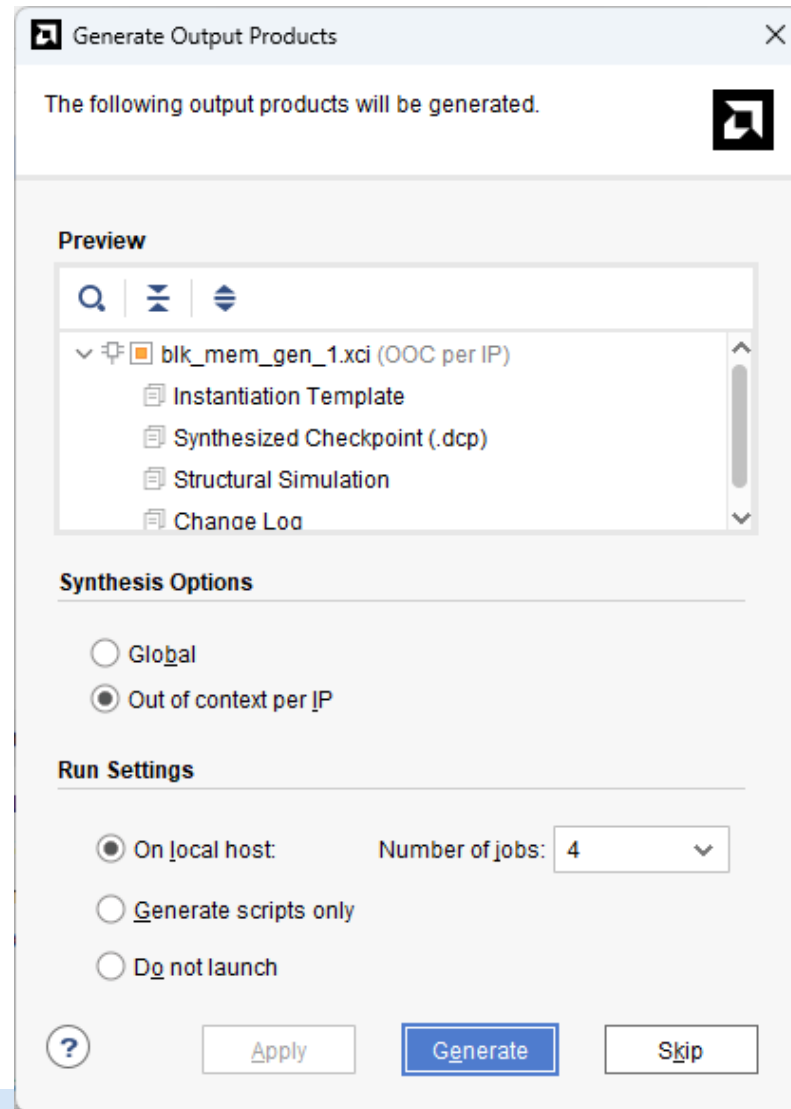 Generate Output Products
The following output products will be generated.
Preview
blk_mem_gen_1.xci (OOC per IP)
Instantiation Template
Synthesized Checkpoint (.dcp)
Structural Simulation
Change Log
Synthesis Options
Global
Out of context per IP
Run Settings
On local host: Number of jobs: 4
Generate scripts only
Do not launch
? Apply Generate Skip